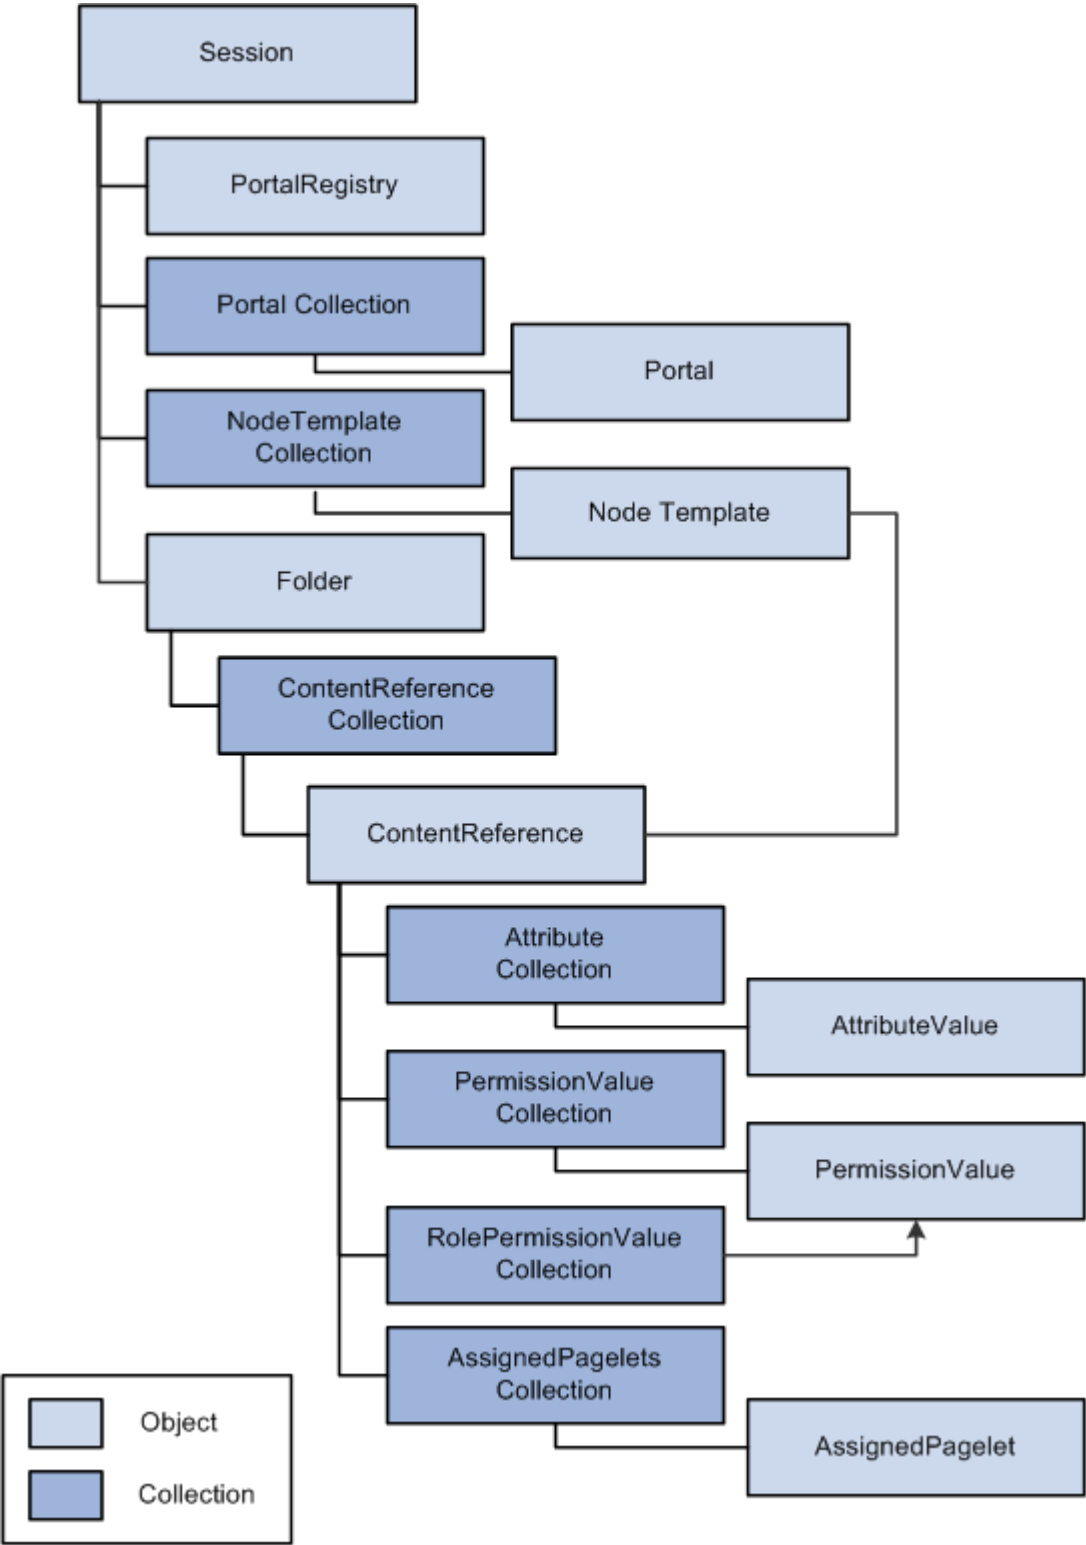 Session
PortalRegistry
Portal Collection
Portal
NodeTemplate
Collection
Node Template
Folder
ContentReference
Collection
ContentReference
Attribute
Collection
AttributeValue
PermissionValue
Collection
PermissionValue
RolePermissionValue
Collection
AssignedPagelets
Collection
AssignedPagelet
Object
Collection